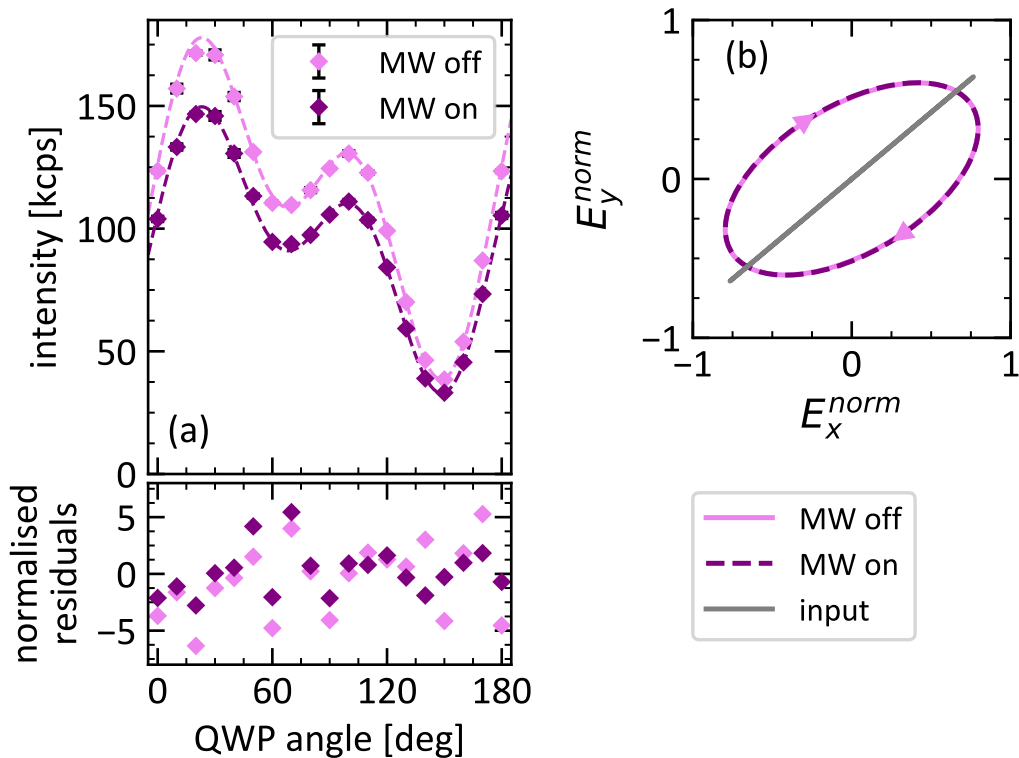 MW off
MW on
150
100
50
0
intensity [kcps]
(a)
5
0
−5
normalised
residuals
0
60
120
180
QWP angle [deg]
(b)
1
0
−1
E_y^norm
−1
0
1
E_x^norm
MW off
MW on
input